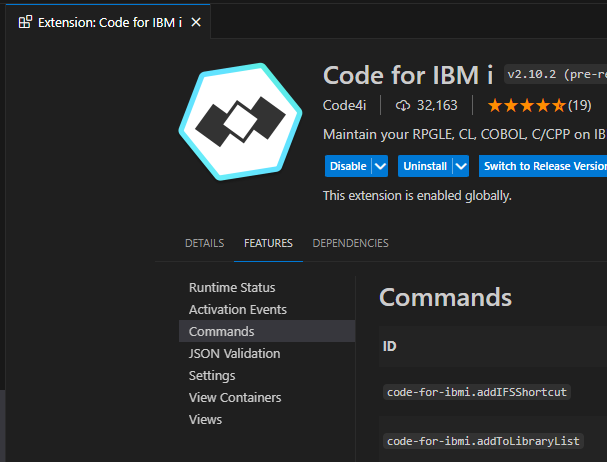 Extension: Code for IBM i
Code for IBM i v2.10.2 (pre-re
Code4i 32,163 (19)
Maintain your RPGLE, CL, COBOL, C/CPP on IB
Disable Uninstall Switch to Release Version
This extension is enabled globally.
DETAILS FEATURES DEPENDENCIES
Runtime Status
Activation Events
Commands
JSON Validation
Settings
View Containers
Views
Commands
ID
code-for-ibmi.addIFSShortcut
code-for-ibmi.addToLibraryList